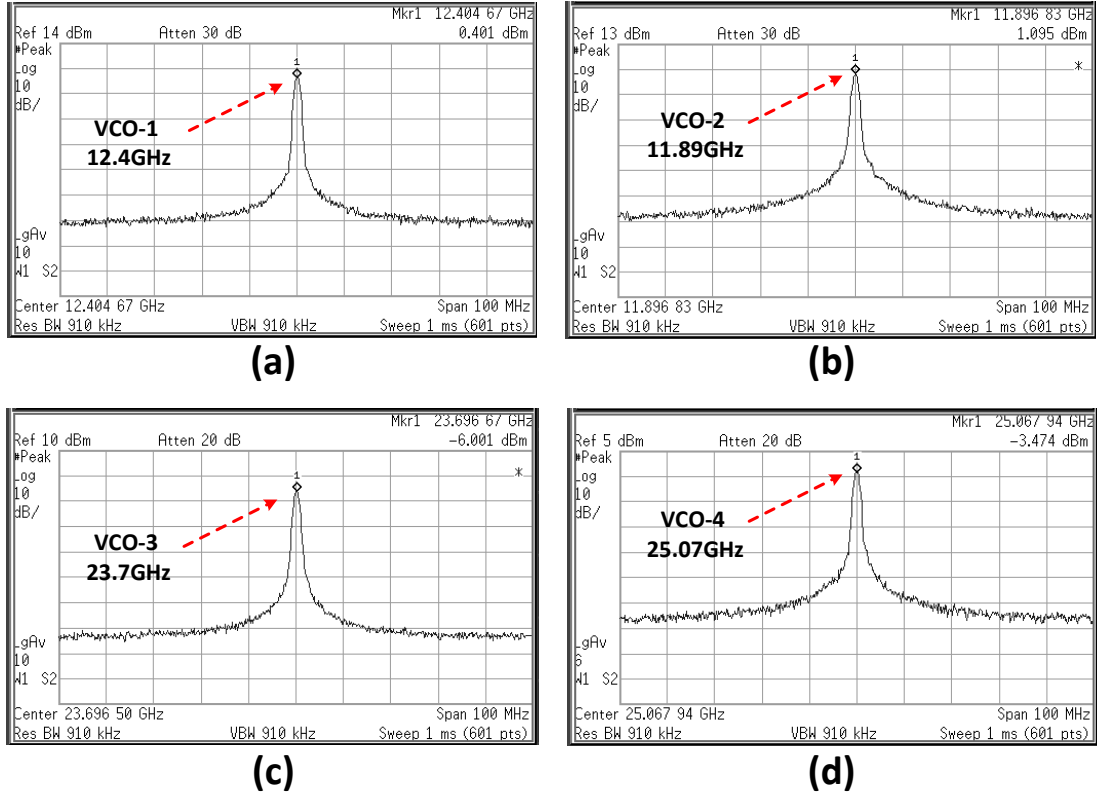 Mkr1 12.404 67 GHz
Ref 14 dBm Atten 30 dB 0.401 dBm
#Peak
Log
10
dB/
1
VCO-1
12.4GHz
LgAv
10
W1 S2
Center 12.404 67 GHz Span 100 MHz
Res BW 910 kHz VBW 910 kHz Sweep 1 ms (601 pts)
(a)
Mkr1 11.896 83 GHz
Ref 13 dBm Atten 30 dB 1.095 dBm
#Peak
Log
10
dB/
1
*
VCO-2
11.89GHz
LgAv
10
W1 S2
Center 11.896 83 GHz Span 100 MHz
Res BW 910 kHz VBW 910 kHz Sweep 1 ms (601 pts)
(b)
Mkr1 23.696 67 GHz
Ref 10 dBm Atten 20 dB -6.001 dBm
#Peak
Log
10
dB/
1
*
VCO-3
23.7GHz
LgAv
10
W1 S2
Center 23.696 50 GHz Span 100 MHz
Res BW 910 kHz VBW 910 kHz Sweep 1 ms (601 pts)
(c)
Mkr1 25.067 94 GHz
Ref 5 dBm Atten 20 dB -3.474 dBm
#Peak
Log
10
dB/
1
VCO-4
25.07GHz
LgAv
6
W1 S2
Center 25.067 94 GHz Span 100 MHz
Res BW 910 kHz VBW 910 kHz Sweep 1 ms (601 pts)
(d)